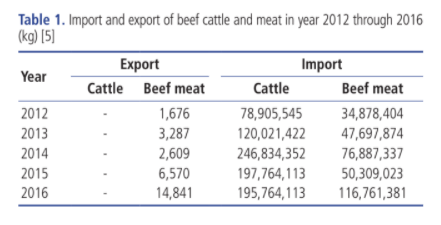 Table 1. Import and export of beef cattle and meat in year 2012 through 2016
(kg) [5]
Year Export Import
Cattle Beef meat Cattle Beef meat
2012 - 1,676 78,905,545 34,878,404
2013 - 3,287 120,021,422 47,697,874
2014 - 2,609 246,834,352 76,887,337
2015 - 6,570 197,764,113 50,309,023
2016 - 14,841 195,764,113 116,761,381